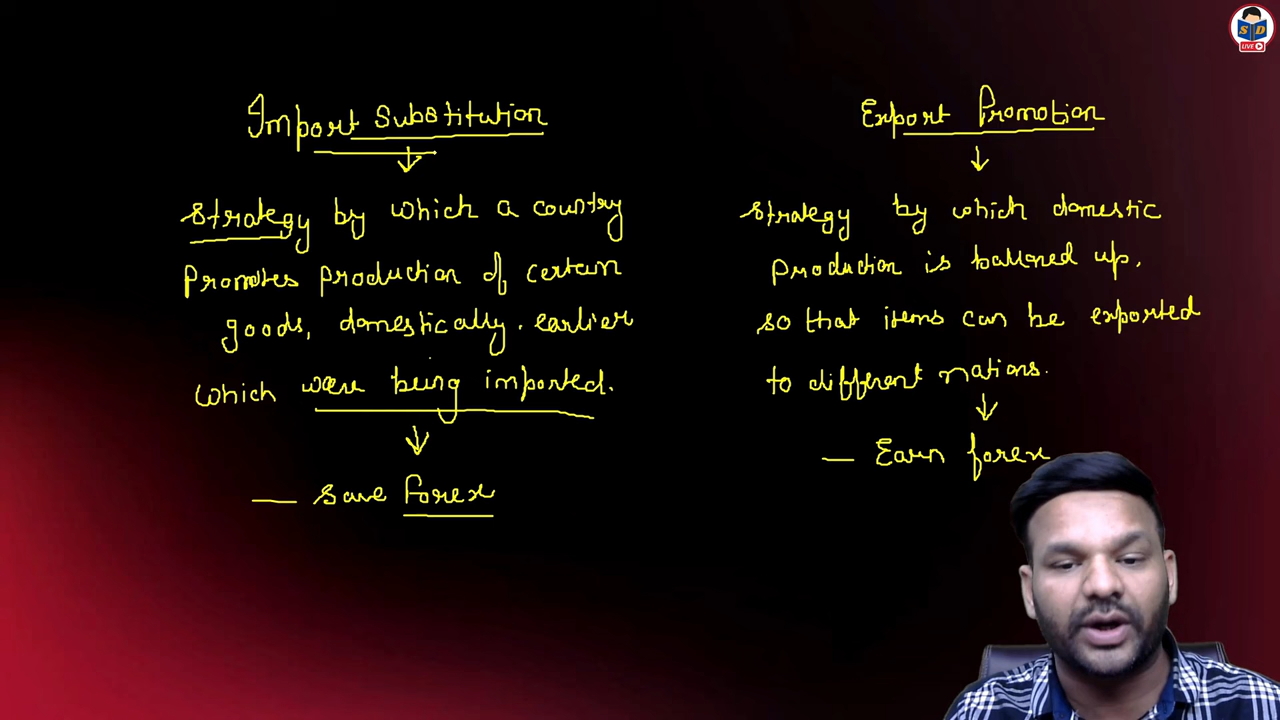 Import Substitution
strategy by which a country
Promotes production of certain
goods, domestically. earlier
which were being imported.
— save Forex
Export Promotion
strategy by which domestic
Production is ballooned up,
so that items can be exported
to different nations.
— Earn forex
S D
LIVE